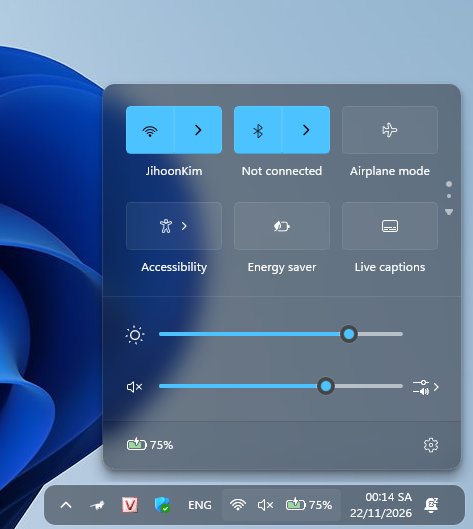 JihoonKim Not connected Airplane mode
Accessibility Energy saver Live captions
75%
ENG 75% 00:14 SA
22/11/2026